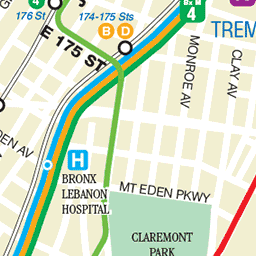 4
176 St
174-175 Sts
B D
Bx M
4
E 175 ST
TREM
MONROE AV
CLAY AV
EN AV
H
BRONX
LEBANON
HOSPITAL
MT EDEN PKWY
CLAREMONT
PARK